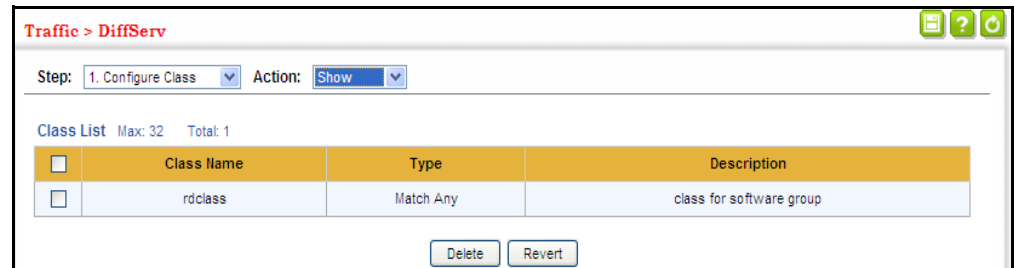 Traffic > DiffServ
Step: 1. Configure Class Action: Show
Class List Max: 32 Total: 1
Class Name Type Description
rdclass Match Any class for software group
Delete Revert